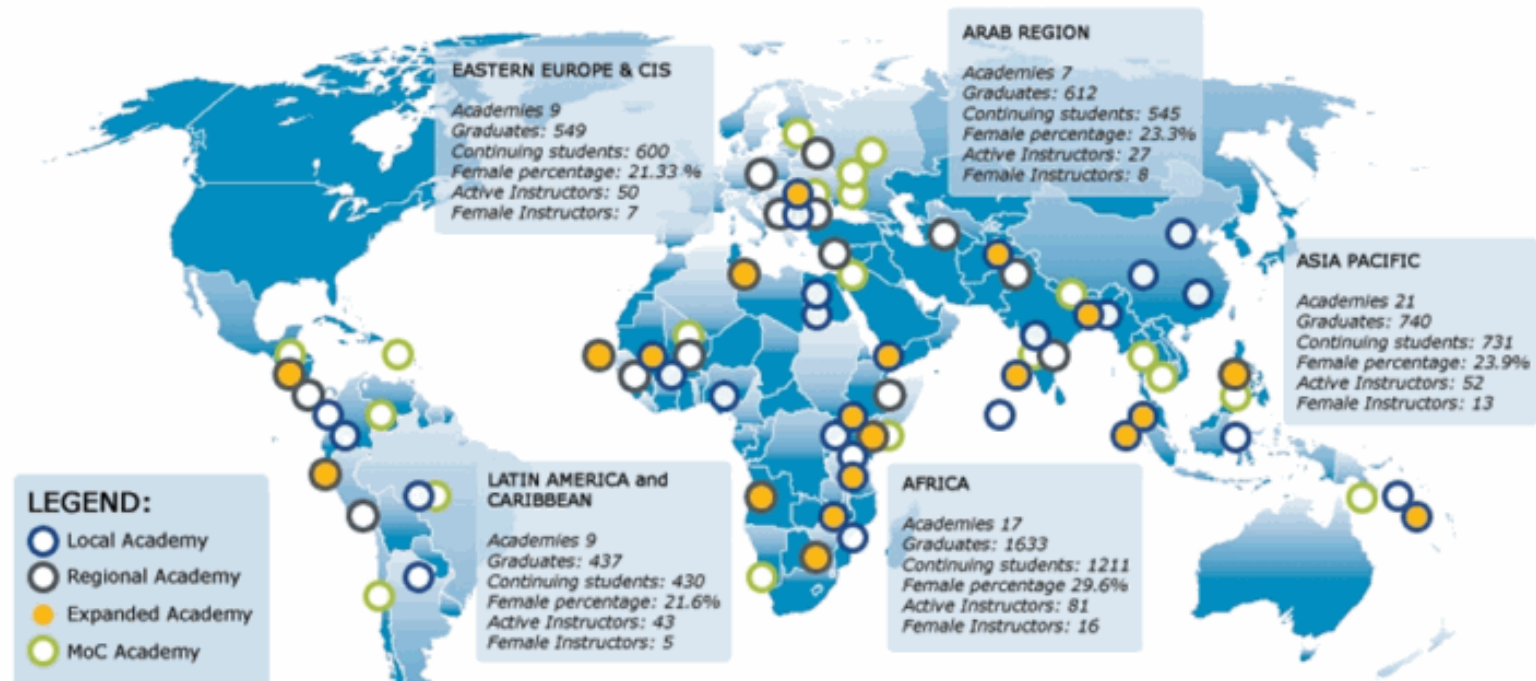 EASTERN EUROPE & CIS
Academies 9
Graduates: 549
Continuing students: 600
Female percentage: 21.33 %
Active Instructors: 50
Female Instructors: 7
ARAB REGION
Academies 7
Graduates: 612
Continuing students: 545
Female percentage: 23.3%
Active Instructors: 27
Female Instructors: 8
ASIA PACIFIC
Academies 21
Graduates: 740
Continuing students: 731
Female percentage: 23.9%
Active Instructors: 52
Female Instructors: 13
LEGEND:
Local Academy
Regional Academy
Expanded Academy
MoC Academy
LATIN AMERICA and
CARIBBEAN
Academies 9
Graduates: 437
Continuing students: 430
Female percentage: 21.6%
Active Instructors: 43
Female Instructors: 5
AFRICA
Academies 17
Graduates: 1633
Continuing students: 1211
Female percentage 29.6%
Active Instructors: 81
Female Instructors: 16